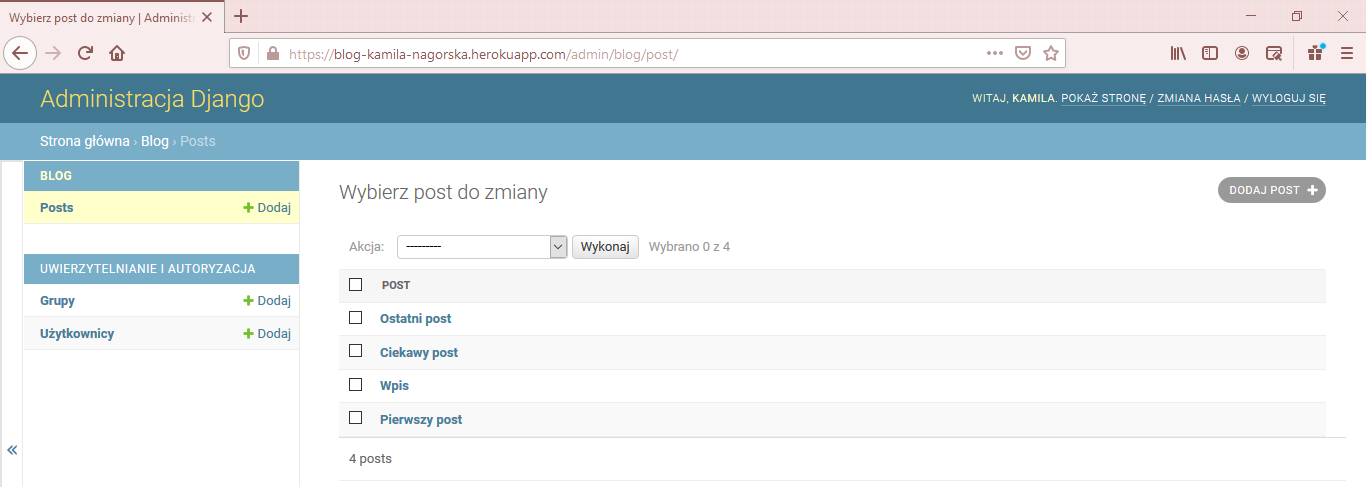 Wybierz post do zmiany | Administr
https://blog-kamila-nagorska.herokuapp.com/admin/blog/post/
Administracja Django
WITAJ, KAMILA. POKAŻ STRONĘ / ZMIANA HASŁA / WYLOGUJ SIĘ
Strona główna › Blog › Posts
BLOG
Posts + Dodaj
UWIERZYTELNIANIE I AUTORYZACJA
Grupy + Dodaj
Użytkownicy + Dodaj
«
Wybierz post do zmiany
DODAJ POST +
Akcja: --------- Wykonaj Wybrano 0 z 4
POST
Ostatni post
Ciekawy post
Wpis
Pierwszy post
4 posts